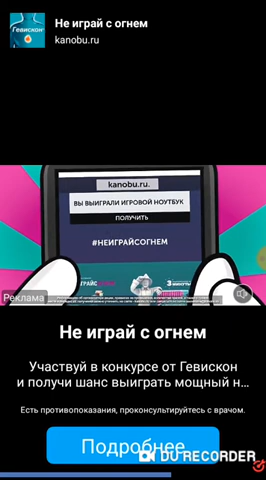 Гевискон
Не играй с огнем
kanobu.ru
kanobu.ru.
ВЫ ВЫИГРАЛИ ИГРОВОЙ НОУТБУК
ПОЛУЧИТЬ
#НЕИГРАЙСОГНЕМ
Реклама
Не играй с огнем
Участвуй в конкурсе от Гевискон
и получи шанс выиграть мощный н...
Есть противопоказания, проконсультируйтесь с врачом.
Подробнее
DU RECORDER